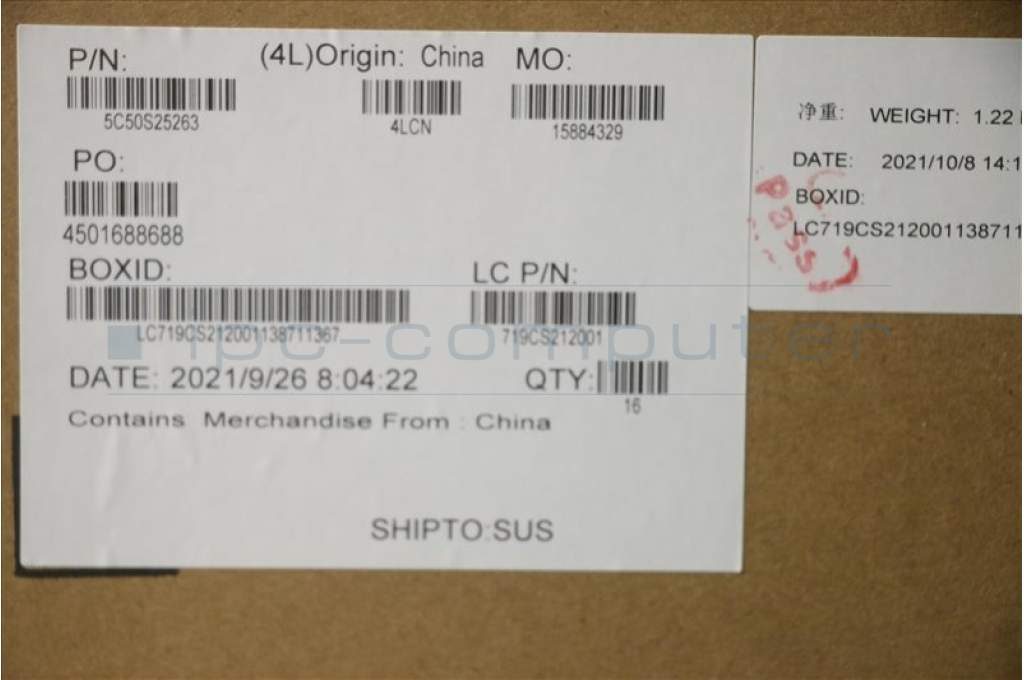 P/N: (4L)Origin: China MO:
5C50S25263 4LCN 15884329
PO:
4501688688
BOXID: LC P/N:
LC719CS212001138711367 719CS212001
DATE: 2021/9/26 8:04:22 QTY:
16
Contains Merchandise From : China
SHIPTO:SUS
净重: WEIGHT: 1.22
DATE: 2021/10/8 14:1
BOXID:
LC719CS212001138711
Pass
ipc-computer